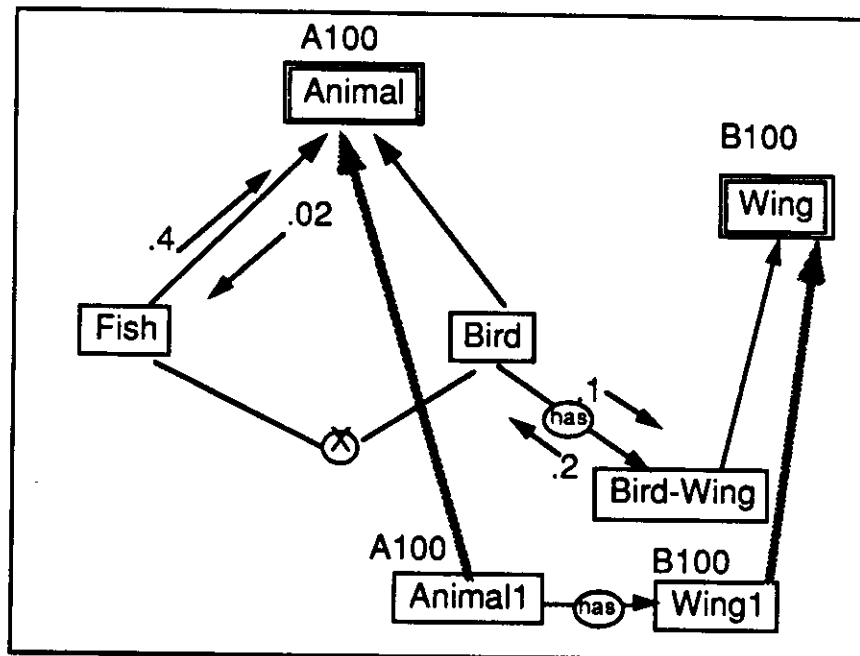 A100
Animal
B100
Wing
.4
.02
Fish
Bird
.1
has
X
.2
Bird-Wing
A100
B100
Animal1
has
Wing1